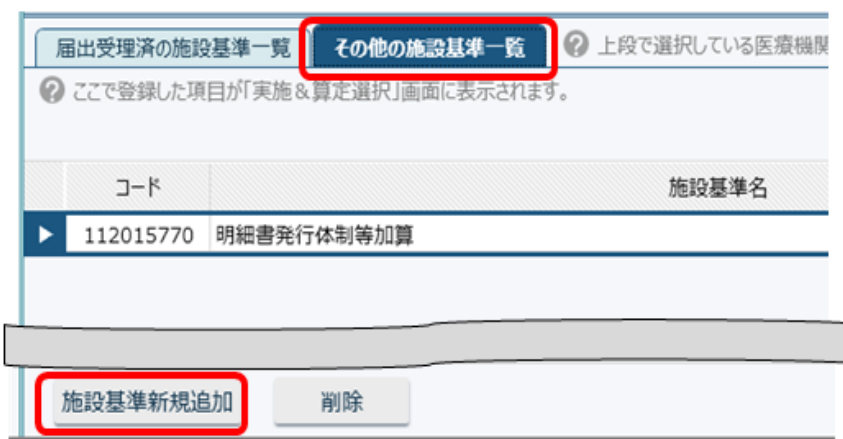 届出受理済の施設基準一覧 その他の施設基準一覧 ? 上段で選択している医療機関
? ここで登録した項目が「実施&算定選択」画面に表示されます。
コード 施設基準名
112015770 明細書発行体制等加算
施設基準新規追加 削除